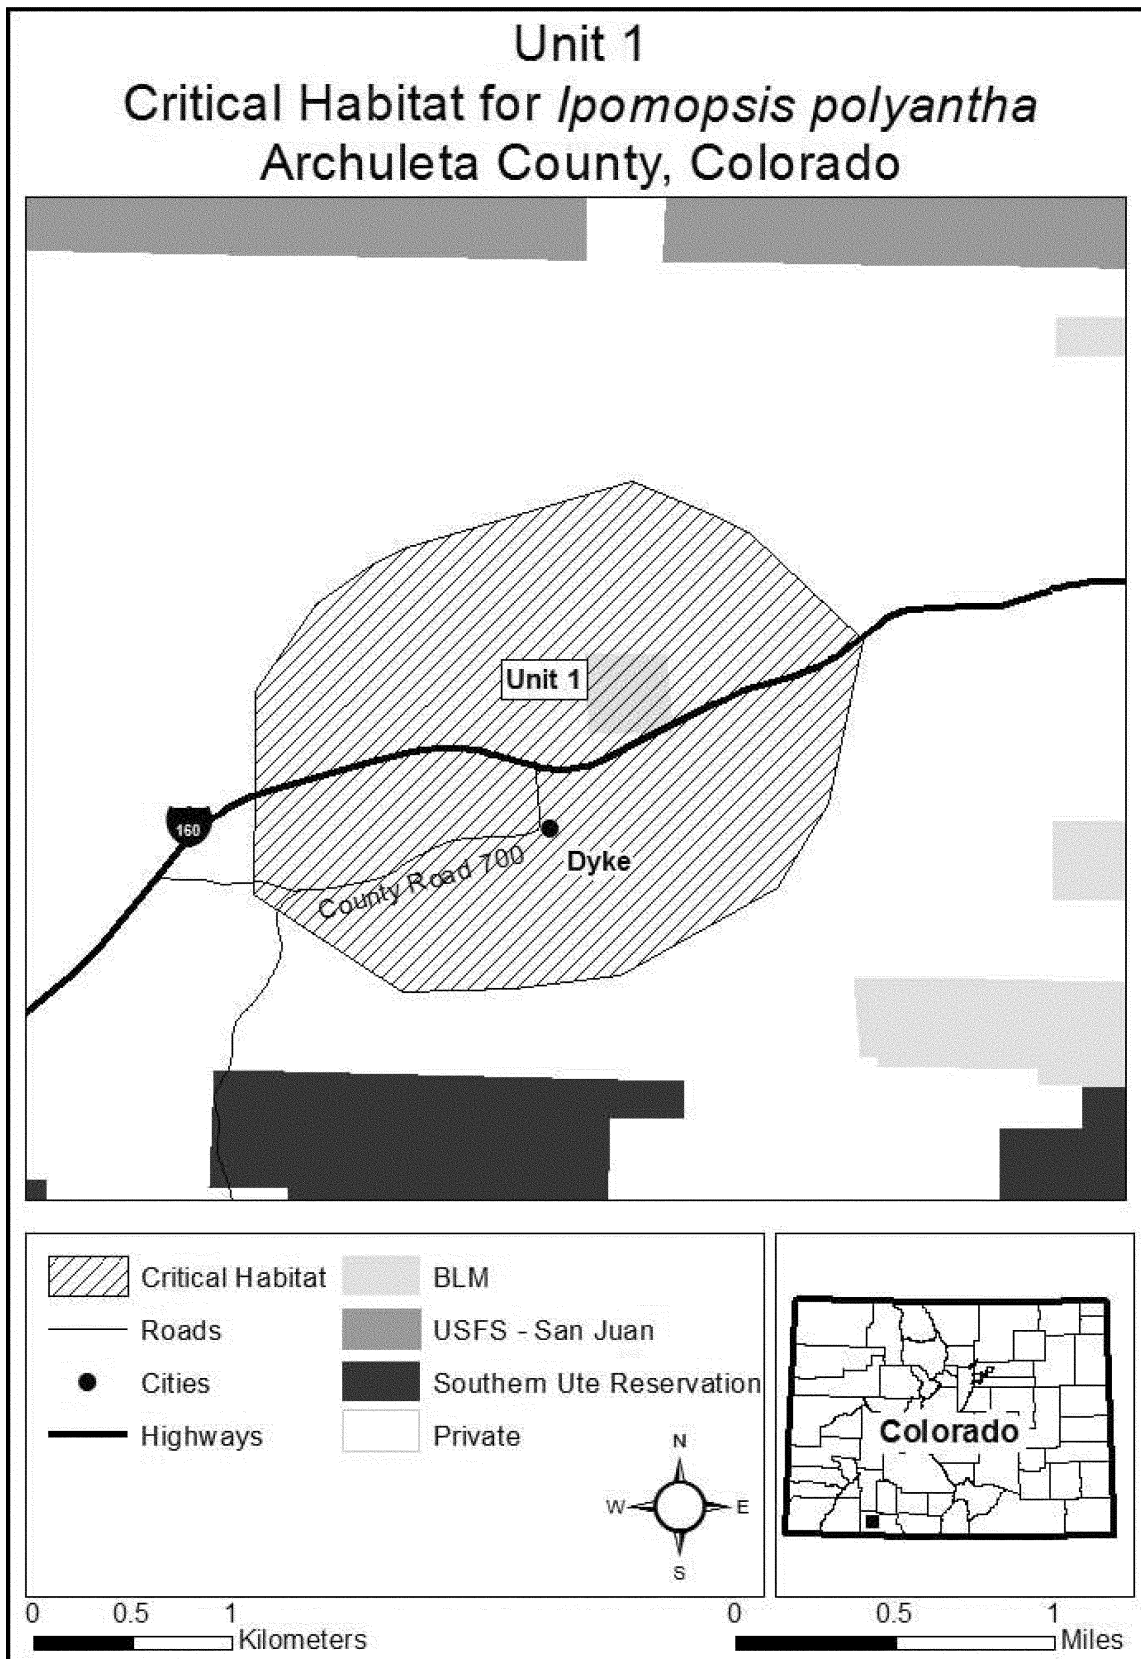 Unit 1
Critical Habitat for Ipomopsis polyantha
Archuleta County, Colorado
Unit 1
160
Dyke
County Road 700
Critical Habitat
Roads
Cities
Highways
BLM
USFS - San Juan
Southern Ute Reservation
Private
N
W E
S
Colorado
0 0.5 1
Kilometers
0 0.5 1
Miles